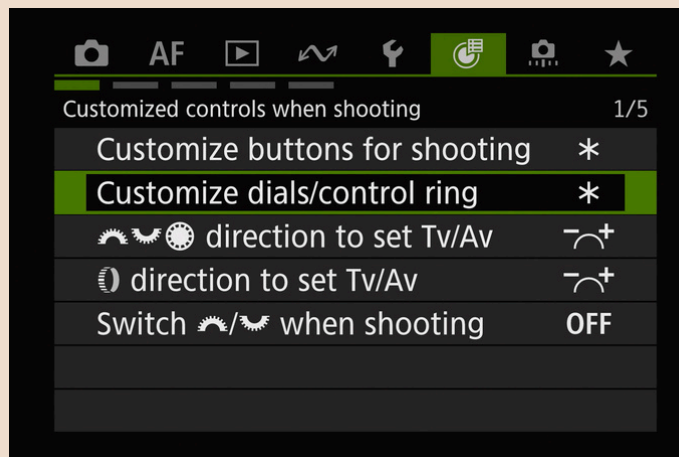 AF
Customized controls when shooting 1/5
Customize buttons for shooting *
Customize dials/control ring *
direction to set Tv/Av -+
direction to set Tv/Av -+
Switch / when shooting OFF